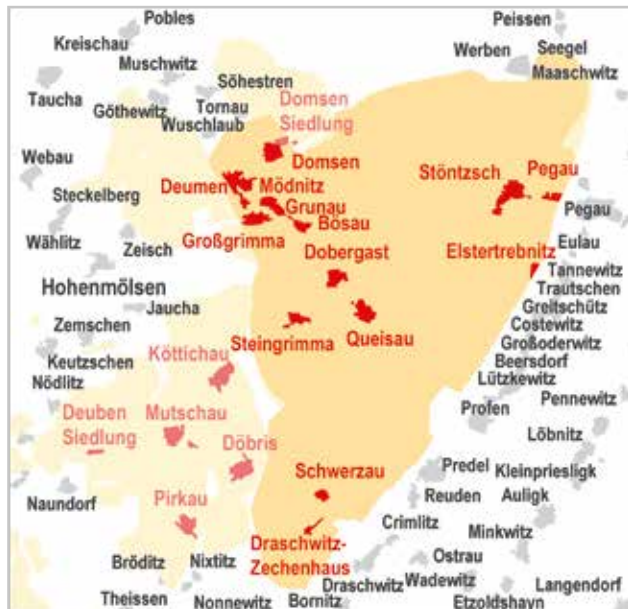 Pobles
Peissen
Kreischau
Werben
Seegel
Muschwitz
Maaschwitz
Taucha
Söhestren
Göthewitz
Tornau
Domsen
Siedlung
Wuschlaub
Domsen
Webau
Stöntzsch
Pegau
Deumen
Mödnitz
Steckelberg
Grunau
Pegau
Bösau
Wählitz
Zeisch
Großgrimma
Dobergast
Elstertrebnitz
Eulau
Tannewitz
Hohenmölsen
Trautschen
Jaucha
Greitschütz
Zemschen
Steingrimma
Queisau
Costewitz
Köttichau
Großoderwitz
Keutzschen
Beersdorf
Nödlitz
Lützkewitz
Deuben
Siedlung
Mutschau
Profen
Pennewitz
Döbris
Löbnitz
Schwerzau
Predel
Kleinpriesligk
Naundorf
Pirkau
Reuden
Auligk
Crimlitz
Minkwitz
Draschwitz-
Zechenhaus
Bröditz
Nixtitz
Ostrau
Draschwitz
Wadewitz
Langendorf
Theissen
Nonnewitz
Bornitz
Etzoldshayn